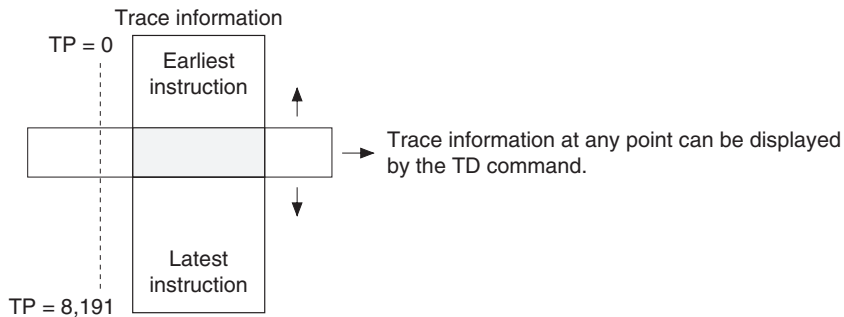 Trace information
TP = 0
Earliest
instruction
Trace information at any point can be displayed
by the TD command.
Latest
instruction
TP = 8,191